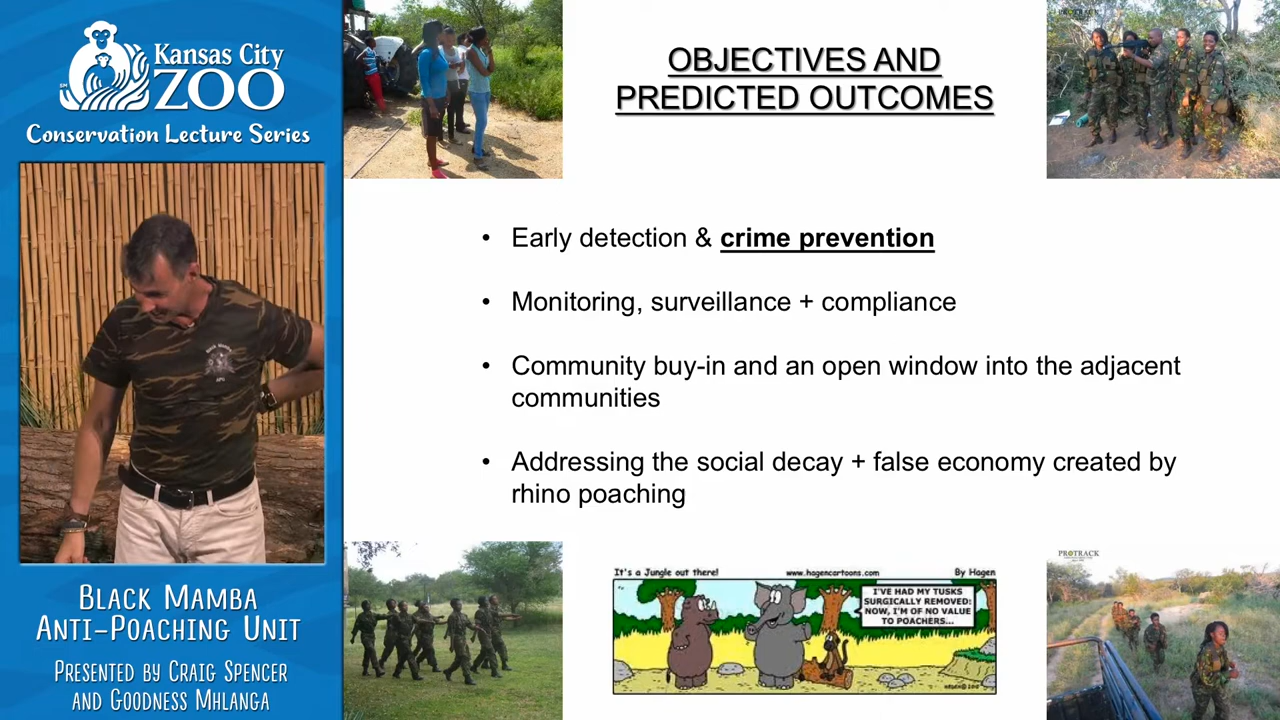 Kansas City
ZOO
SM
Conservation Lecture Series
BLACK MAMBA
ANTI-POACHING UNIT
PRESENTED BY CRAIG SPENCER
AND GOODNESS MHLANGA
OBJECTIVES AND
PREDICTED OUTCOMES
PROTRACK
• Early detection & crime prevention
• Monitoring, surveillance + compliance
• Community buy-in and an open window into the adjacent
communities
• Addressing the social decay + false economy created by
rhino poaching
It's a Jungle out there! www.hagencartoons.com By Hagen
I'VE HAD MY TUSKS
SURGICALLY REMOVED:
NOW, I'M OF NO VALUE
TO POACHERS...
PROTRACK